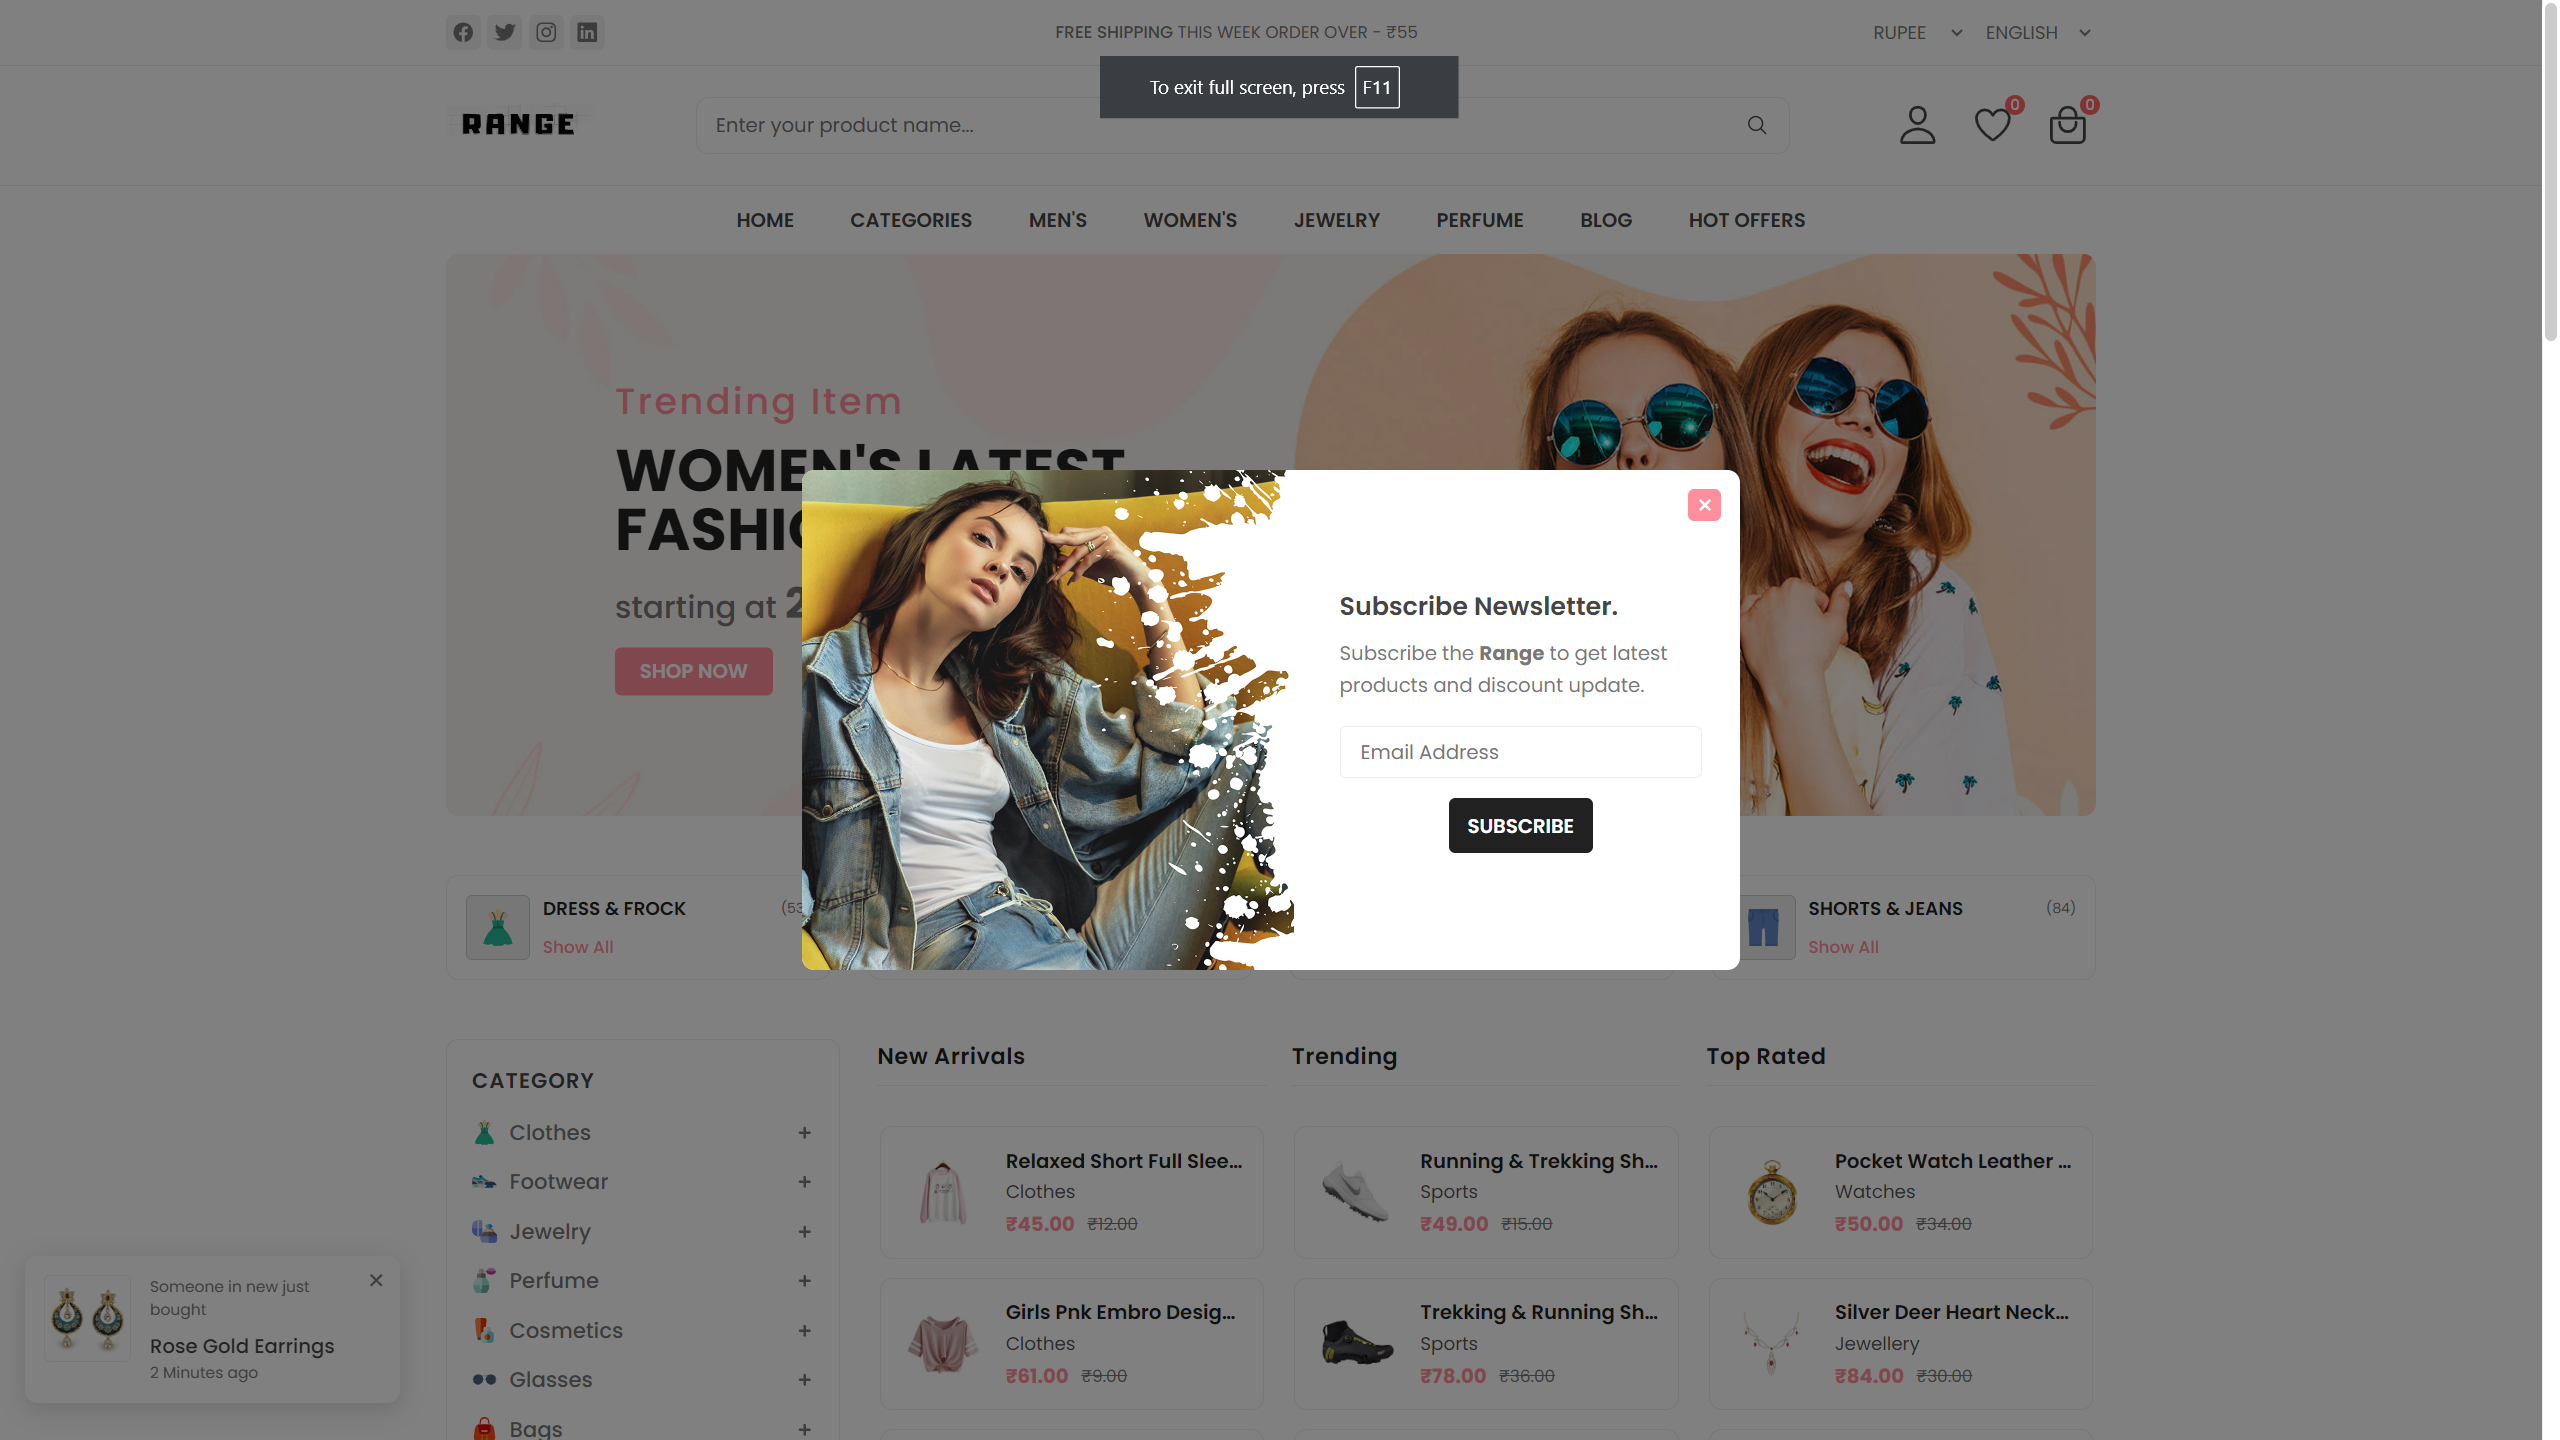 FREE SHIPPING THIS WEEK ORDER OVER - ₹55
RUPEE
ENGLISH
To exit full screen, press F11
RANGE
Enter your product name...
0
0
HOME
CATEGORIES
MEN'S
WOMEN'S
JEWELRY
PERFUME
BLOG
HOT OFFERS
Trending Item
WOMEN'S LATEST
starting at
SHOP NOW
Subscribe Newsletter.
Subscribe the Range to get latest
products and discount update.
Email Address
SUBSCRIBE
DRESS & FROCK
Show All
SHORTS & JEANS
(84)
Show All
CATEGORY
Clothes
Footwear
Jewelry
Perfume
Cosmetics
Glasses
Bags
New Arrivals
Relaxed Short Full Slee...
Clothes
₹45.00 ₹12.00
Girls Pnk Embro Desig...
Clothes
₹61.00 ₹9.00
Trending
Running & Trekking Sh...
Sports
₹49.00 ₹15.00
Trekking & Running Sh...
Sports
₹78.00 ₹36.00
Top Rated
Pocket Watch Leather ...
Watches
₹50.00 ₹34.00
Silver Deer Heart Neck...
Jewellery
₹84.00 ₹30.00
Someone in new just
bought
Rose Gold Earrings
2 Minutes ago